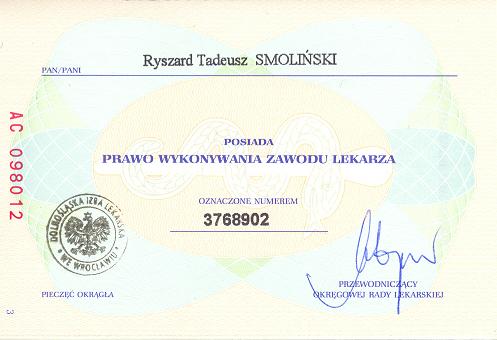 Ryszard Tadeusz SMOLIŃSKI
PAN/PANI
POSIADA
PRAWO WYKONYWANIA ZAWODU LEKARZA
OZNACZONE NUMEREM
3768902
AC 098012
DOLNOŚLĄSKA IZBA LEKARSKA
WE WROCŁAWIU
PIECZĘĆ OKRĄGŁA
PRZEWODNICZĄCY
OKRĘGOWEJ RADY LEKARSKIEJ
3